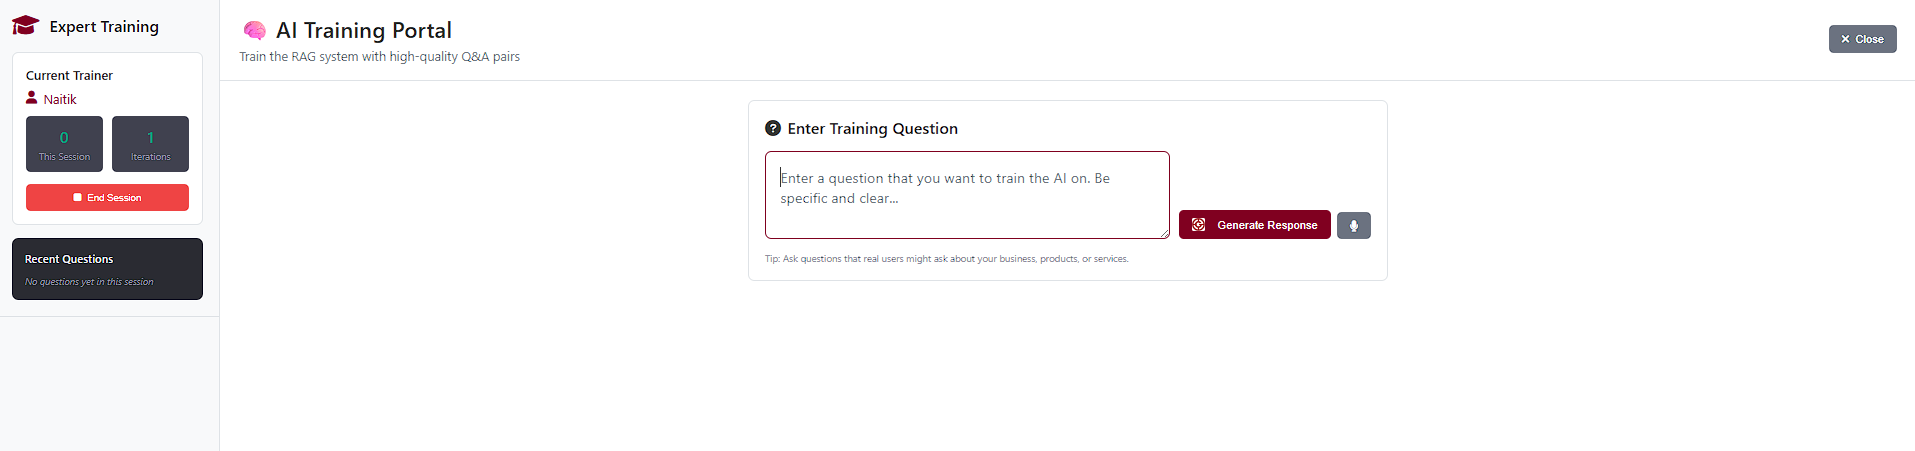 Expert Training
Current Trainer
Naitik
0
This Session
1
Iterations
End Session
Recent Questions
No questions yet in this session
AI Training Portal
Train the RAG system with high-quality Q&A pairs
Close
Enter Training Question
Enter a question that you want to train the AI on. Be
specific and clear...
Generate Response
Tip: Ask questions that real users might ask about your business, products, or services.